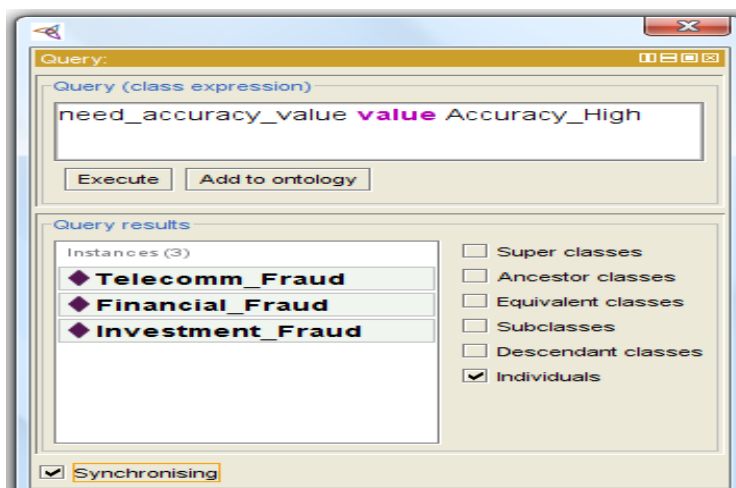 Query:
Query (class expression)
need_accuracy_value value Accuracy_High
Execute Add to ontology
Query results
Instances (3)
Telecomm_Fraud
Financial_Fraud
Investment_Fraud
Super classes
Ancestor classes
Equivalent classes
Subclasses
Descendant classes
Individuals
Synchronising